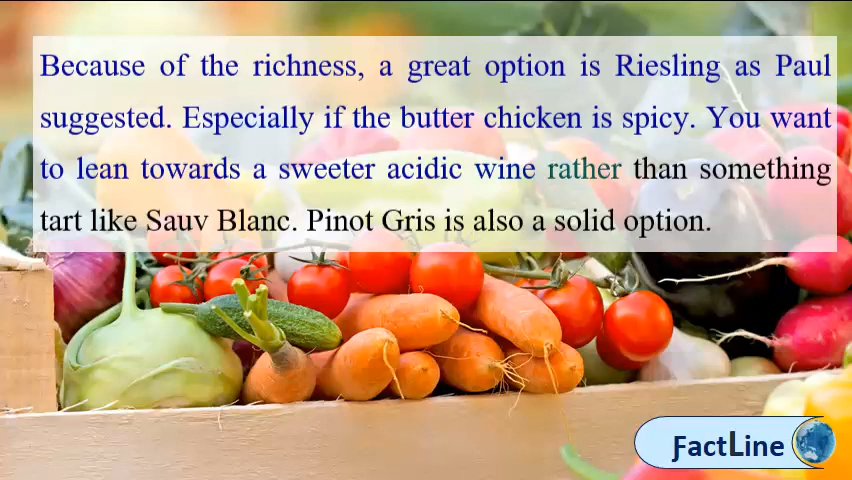 Because of the richness, a great option is Riesling as Paul
suggested. Especially if the butter chicken is spicy. You want
to lean towards a sweeter acidic wine rather than something
tart like Sauv Blanc. Pinot Gris is also a solid option.
FactLine